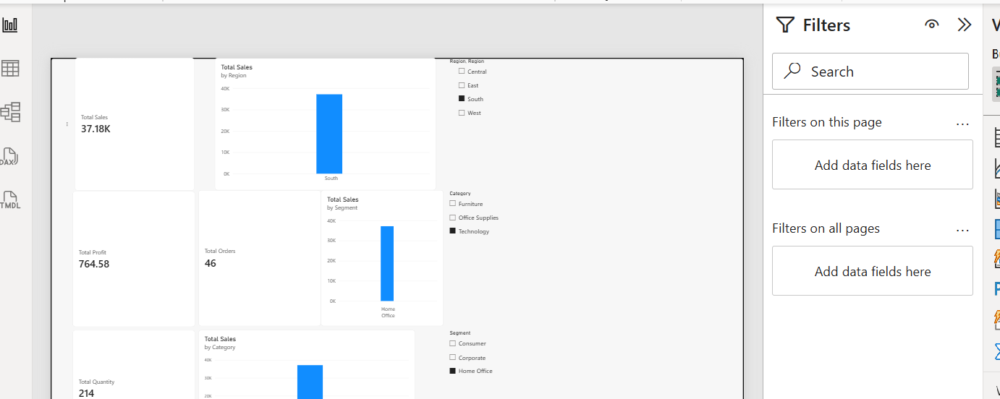 Filters
Search
Filters on this page
...
Add data fields here
Filters on all pages
...
Add data fields here
DAX
TMDL
Total Sales
37.18K
Total Sales
by Region
40K
30K
20K
10K
0K
South
Region, Region
Central
East
South
West
Total Profit
764.58
Total Orders
46
Total Sales
by Segment
40K
30K
20K
10K
0K
Home
Office
Category
Furniture
Office Supplies
Technology
Total Quantity
214
Total Sales
by Category
40K
30K
20K
Segment
Consumer
Corporate
Home Office